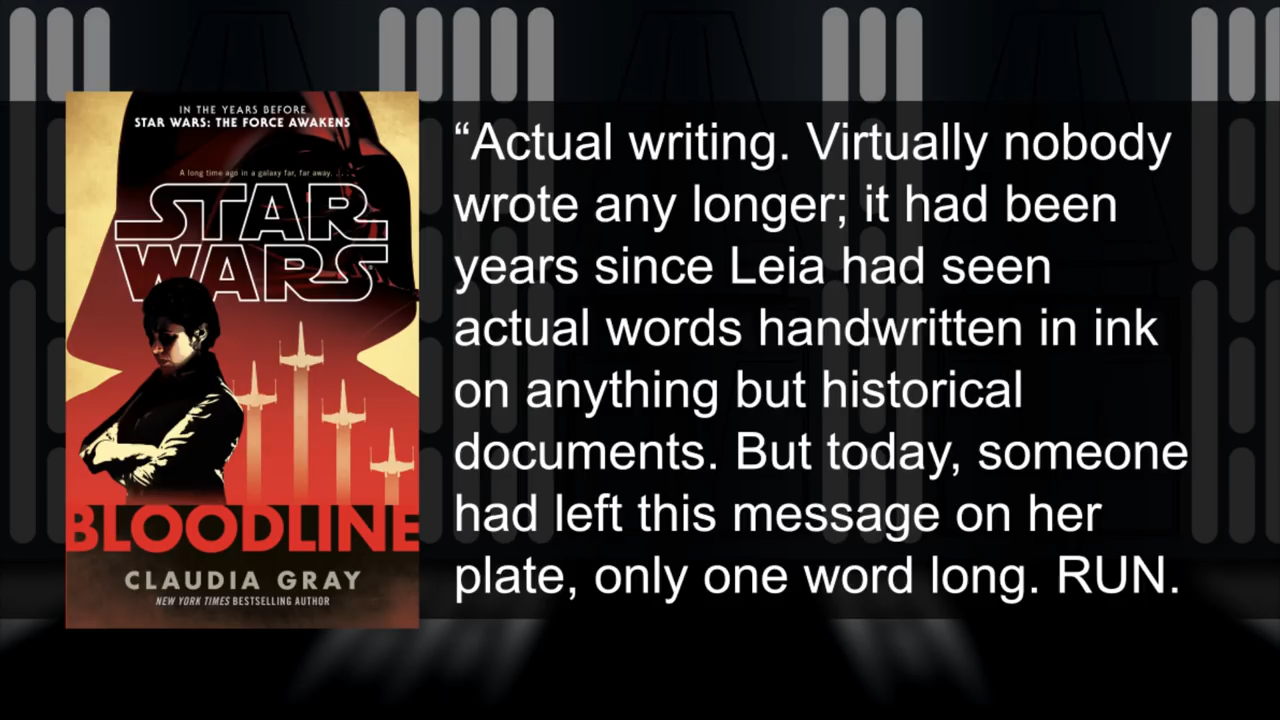 IN THE YEARS BEFORE
STAR WARS: THE FORCE AWAKENS
A long time ago in a galaxy far, far away. . . .
STAR
WARS
BLOODLINE
CLAUDIA GRAY
NEW YORK TIMES BESTSELLING AUTHOR
“Actual writing. Virtually nobody
wrote any longer; it had been
years since Leia had seen
actual words handwritten in ink
on anything but historical
documents. But today, someone
had left this message on her
plate, only one word long. RUN.